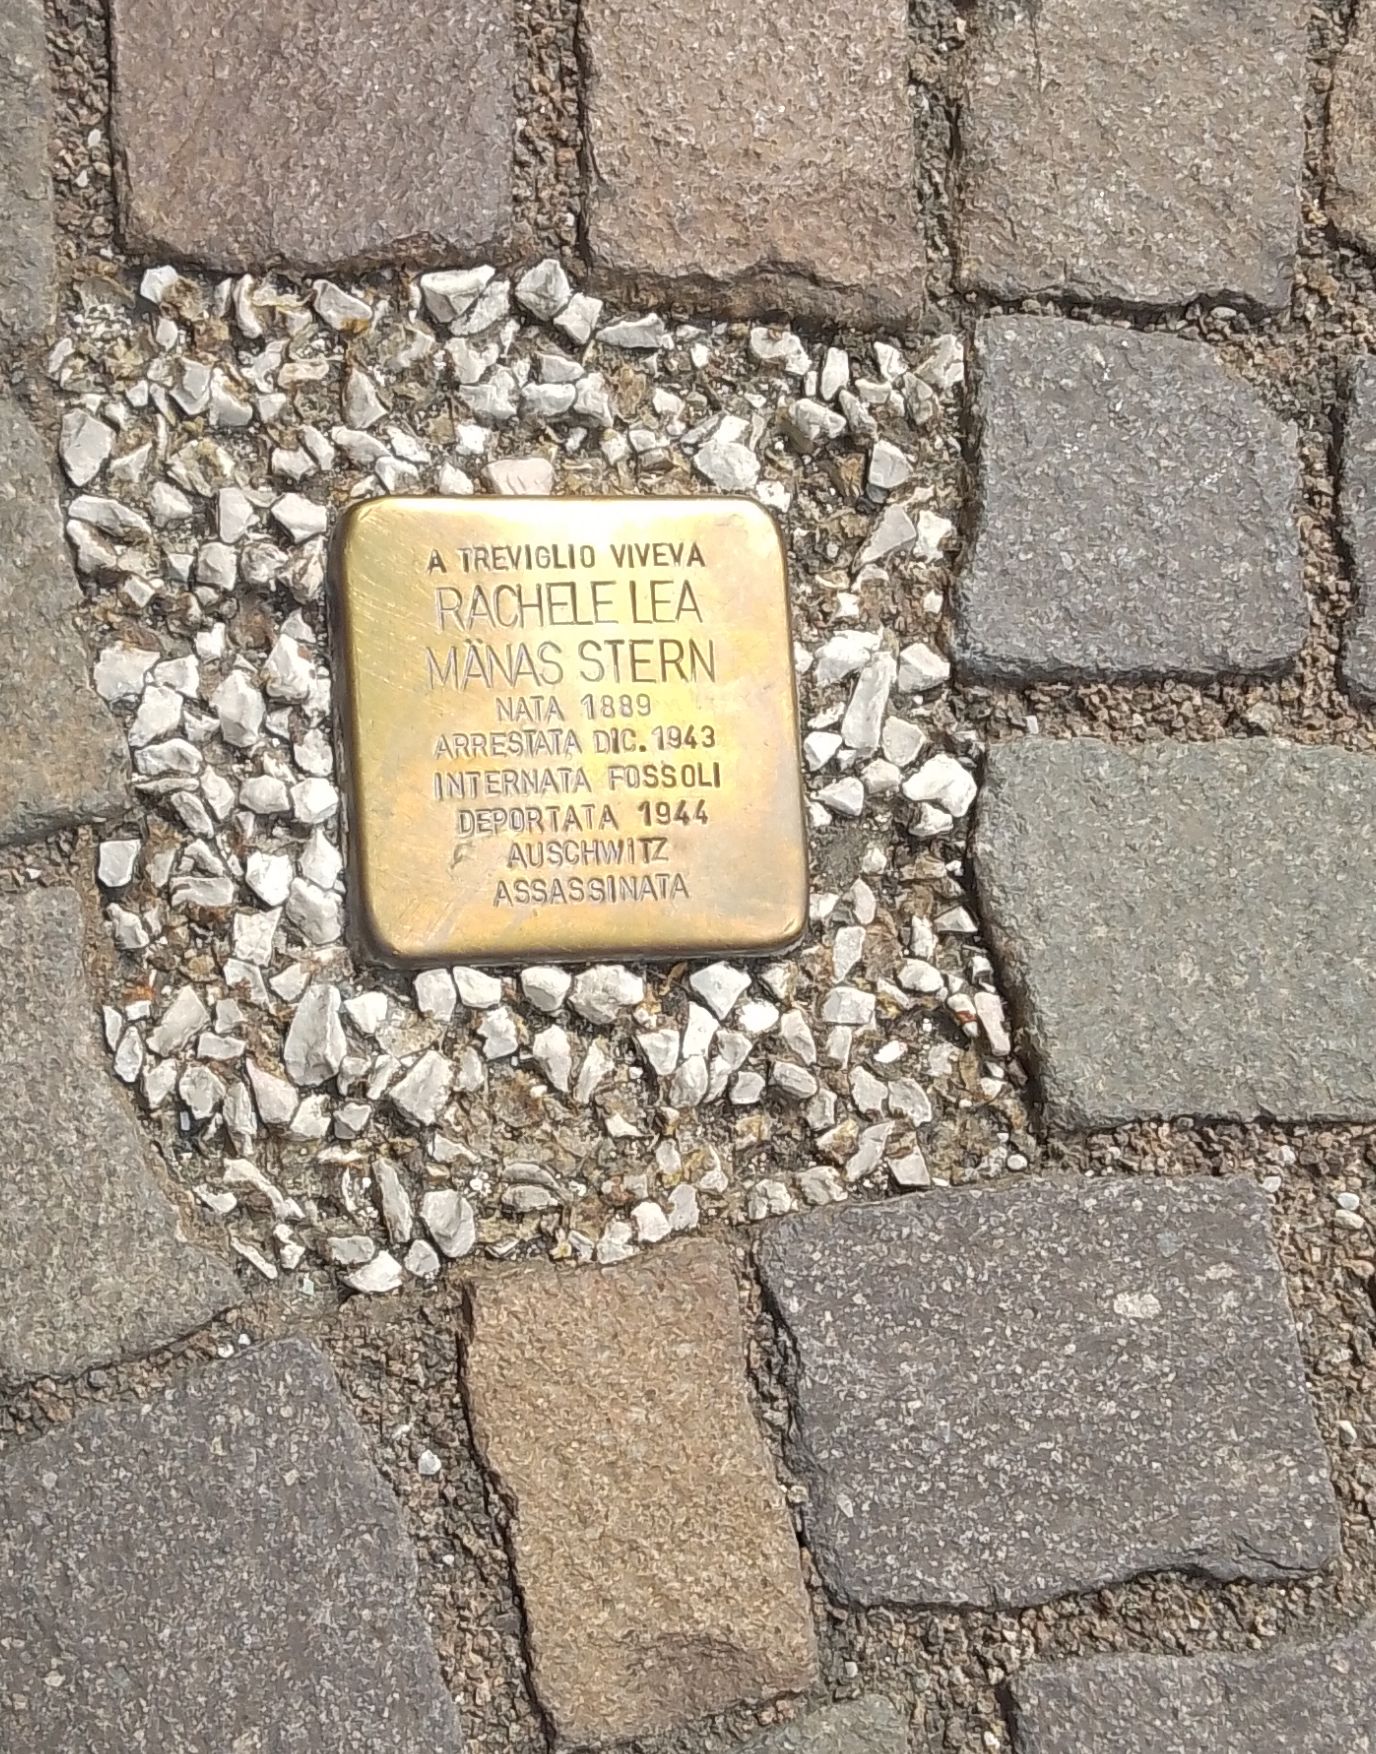 A TREVIGLIO VIVEVA
RACHELE LEA
MÄNAS STERN
NATA 1889
ARRESTATA DIC. 1943
INTERNATA FOSSOLI
DEPORTATA 1944
AUSCHWITZ
ASSASSINATA